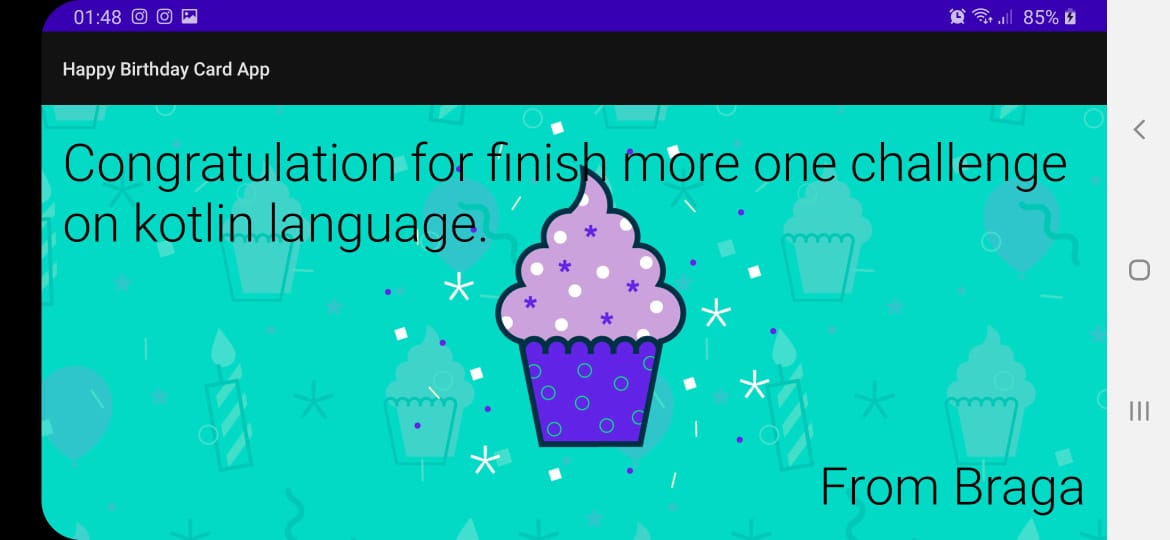 01:48 85%
Happy Birthday Card App
Congratulation for finish more one challenge
on kotlin language.
From Braga